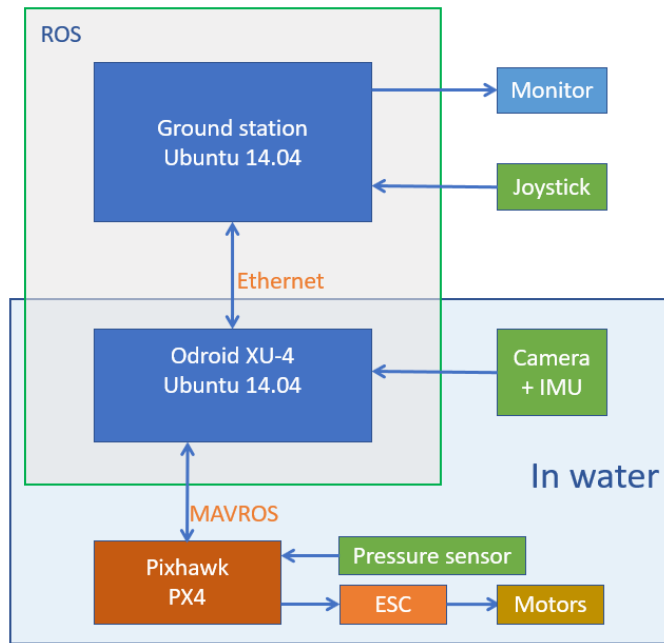 ROS
Ground station
Ubuntu 14.04
Monitor
Joystick
Ethernet
Odroid XU-4
Ubuntu 14.04
Camera
+ IMU
In water
MAVROS
Pixhawk
PX4
Pressure sensor
ESC
Motors